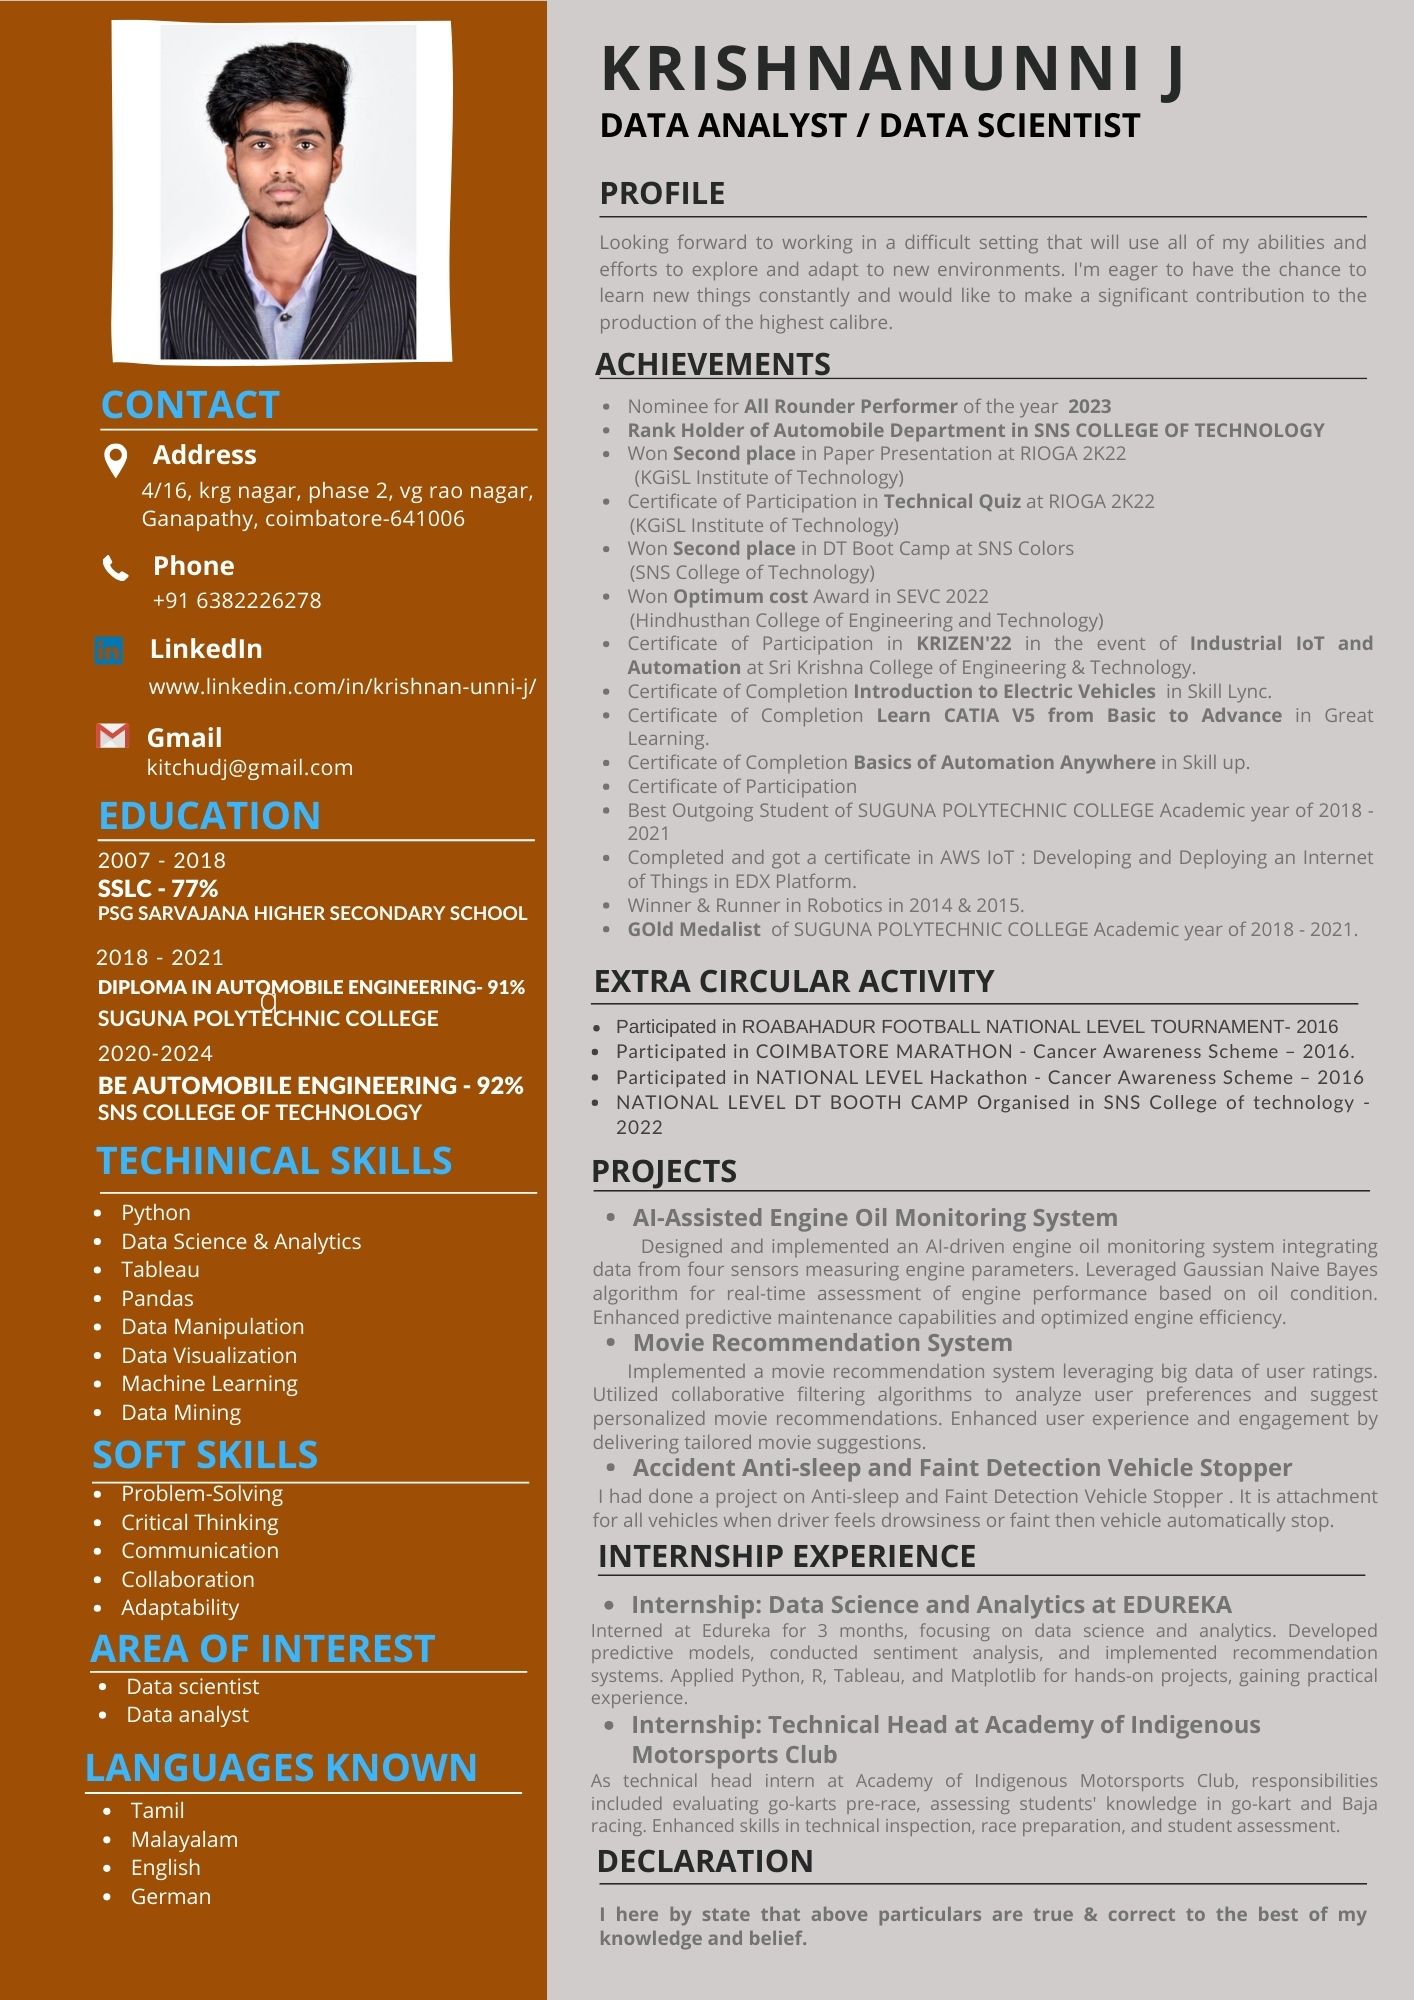 CONTACT
Address
4/16, krg nagar, phase 2, vg rao nagar,
Ganapathy, coimbatore-641006
Phone
+91 6382226278
LinkedIn
www.linkedin.com/in/krishnan-unni-j/
Gmail
kitchudj@gmail.com
EDUCATION
2007 - 2018
SSLC - 77%
PSG SARVAJANA HIGHER SECONDARY SCHOOL
2018 - 2021
DIPLOMA IN AUTOMOBILE ENGINEERING- 91%
g
SUGUNA POLYTECHNIC COLLEGE
2020-2024
BE AUTOMOBILE ENGINEERING - 92%
SNS COLLEGE OF TECHNOLOGY
TECHINICAL SKILLS
• Python
• Data Science & Analytics
• Tableau
• Pandas
• Data Manipulation
• Data Visualization
• Machine Learning
• Data Mining
SOFT SKILLS
• Problem-Solving
• Critical Thinking
• Communication
• Collaboration
• Adaptability
AREA OF INTEREST
• Data scientist
• Data analyst
LANGUAGES KNOWN
• Tamil
• Malayalam
• English
• German
KRISHNANUNNI J
DATA ANALYST / DATA SCIENTIST
PROFILE
Looking forward to working in a difficult setting that will use all of my abilities and
efforts to explore and adapt to new environments. I'm eager to have the chance to
learn new things constantly and would like to make a significant contribution to the
production of the highest calibre.
ACHIEVEMENTS
• Nominee for All Rounder Performer of the year 2023
• Rank Holder of Automobile Department in SNS COLLEGE OF TECHNOLOGY
• Won Second place in Paper Presentation at RIOGA 2K22
(KGiSL Institute of Technology)
• Certificate of Participation in Technical Quiz at RIOGA 2K22
(KGiSL Institute of Technology)
• Won Second place in DT Boot Camp at SNS Colors
(SNS College of Technology)
• Won Optimum cost Award in SEVC 2022
(Hindhusthan College of Engineering and Technology)
• Certificate of Participation in KRIZEN'22 in the event of Industrial IoT and
Automation at Sri Krishna College of Engineering & Technology.
• Certificate of Completion Introduction to Electric Vehicles in Skill Lync.
• Certificate of Completion Learn CATIA V5 from Basic to Advance in Great
Learning.
• Certificate of Completion Basics of Automation Anywhere in Skill up.
• Certificate of Participation
• Best Outgoing Student of SUGUNA POLYTECHNIC COLLEGE Academic year of 2018 -
2021
• Completed and got a certificate in AWS IoT : Developing and Deploying an Internet
of Things in EDX Platform.
• Winner & Runner in Robotics in 2014 & 2015.
• GOld Medalist of SUGUNA POLYTECHNIC COLLEGE Academic year of 2018 - 2021.
EXTRA CIRCULAR ACTIVITY
• Participated in ROABAHADUR FOOTBALL NATIONAL LEVEL TOURNAMENT- 2016
• Participated in COIMBATORE MARATHON - Cancer Awareness Scheme – 2016.
• Participated in NATIONAL LEVEL Hackathon - Cancer Awareness Scheme – 2016
• NATIONAL LEVEL DT BOOTH CAMP Organised in SNS College of technology -
2022
PROJECTS
• AI-Assisted Engine Oil Monitoring System
Designed and implemented an AI-driven engine oil monitoring system integrating
data from four sensors measuring engine parameters. Leveraged Gaussian Naive Bayes
algorithm for real-time assessment of engine performance based on oil condition.
Enhanced predictive maintenance capabilities and optimized engine efficiency.
• Movie Recommendation System
Implemented a movie recommendation system leveraging big data of user ratings.
Utilized collaborative filtering algorithms to analyze user preferences and suggest
personalized movie recommendations. Enhanced user experience and engagement by
delivering tailored movie suggestions.
• Accident Anti-sleep and Faint Detection Vehicle Stopper
I had done a project on Anti-sleep and Faint Detection Vehicle Stopper . It is attachment
for all vehicles when driver feels drowsiness or faint then vehicle automatically stop.
INTERNSHIP EXPERIENCE
• Internship: Data Science and Analytics at EDUREKA
Interned at Edureka for 3 months, focusing on data science and analytics. Developed
predictive models, conducted sentiment analysis, and implemented recommendation
systems. Applied Python, R, Tableau, and Matplotlib for hands-on projects, gaining practical
experience.
• Internship: Technical Head at Academy of Indigenous
Motorsports Club
As technical head intern at Academy of Indigenous Motorsports Club, responsibilities
included evaluating go-karts pre-race, assessing students' knowledge in go-kart and Baja
racing. Enhanced skills in technical inspection, race preparation, and student assessment.
DECLARATION
I here by state that above particulars are true & correct to the best of my
knowledge and belief.